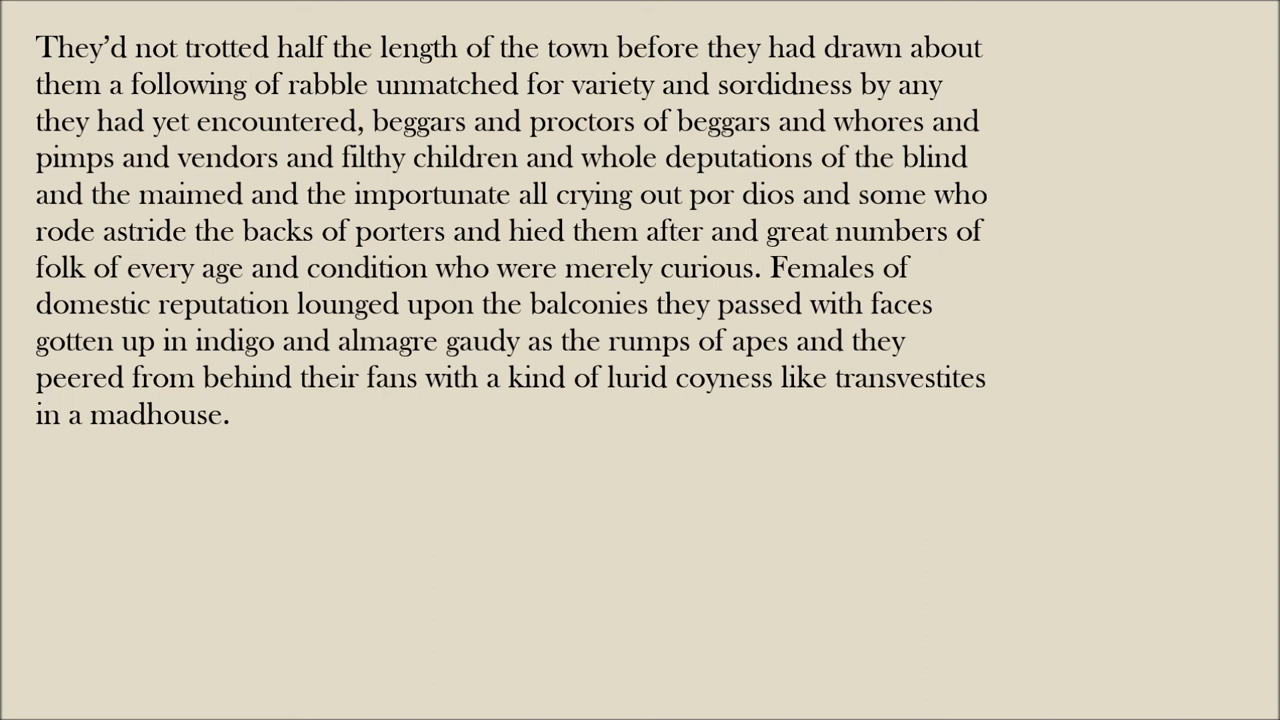 They’d not trotted half the length of the town before they had drawn about
them a following of rabble unmatched for variety and sordidness by any
they had yet encountered, beggars and proctors of beggars and whores and
pimps and vendors and filthy children and whole deputations of the blind
and the maimed and the importunate all crying out por dios and some who
rode astride the backs of porters and hied them after and great numbers of
folk of every age and condition who were merely curious. Females of
domestic reputation lounged upon the balconies they passed with faces
gotten up in indigo and almagre gaudy as the rumps of apes and they
peered from behind their fans with a kind of lurid coyness like transvestites
in a madhouse.